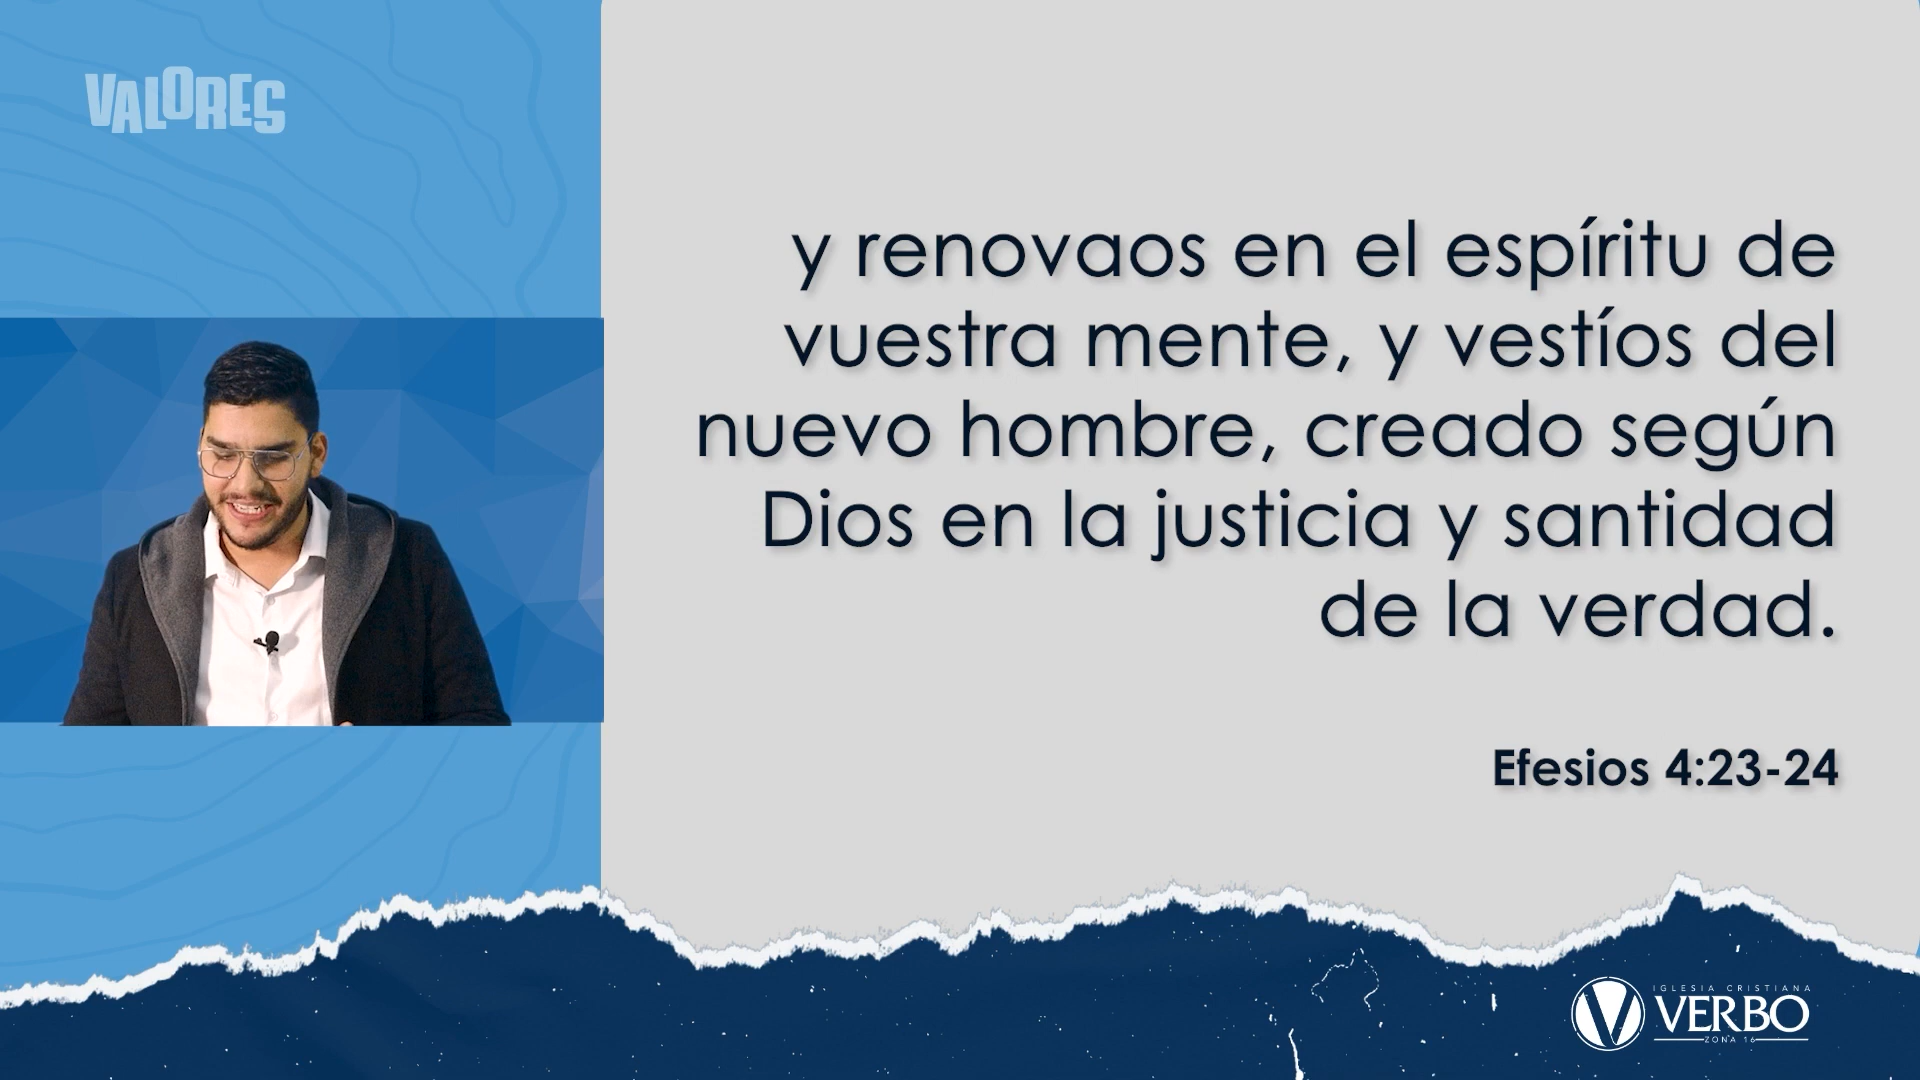 VALORES
y renovaos en el espíritu de
vuestra mente, y vestíos del
nuevo hombre, creado según
Dios en la justicia y santidad
de la verdad.
Efesios 4:23-24
IGLESIA CRISTIANA
VERBO
ZONA 16